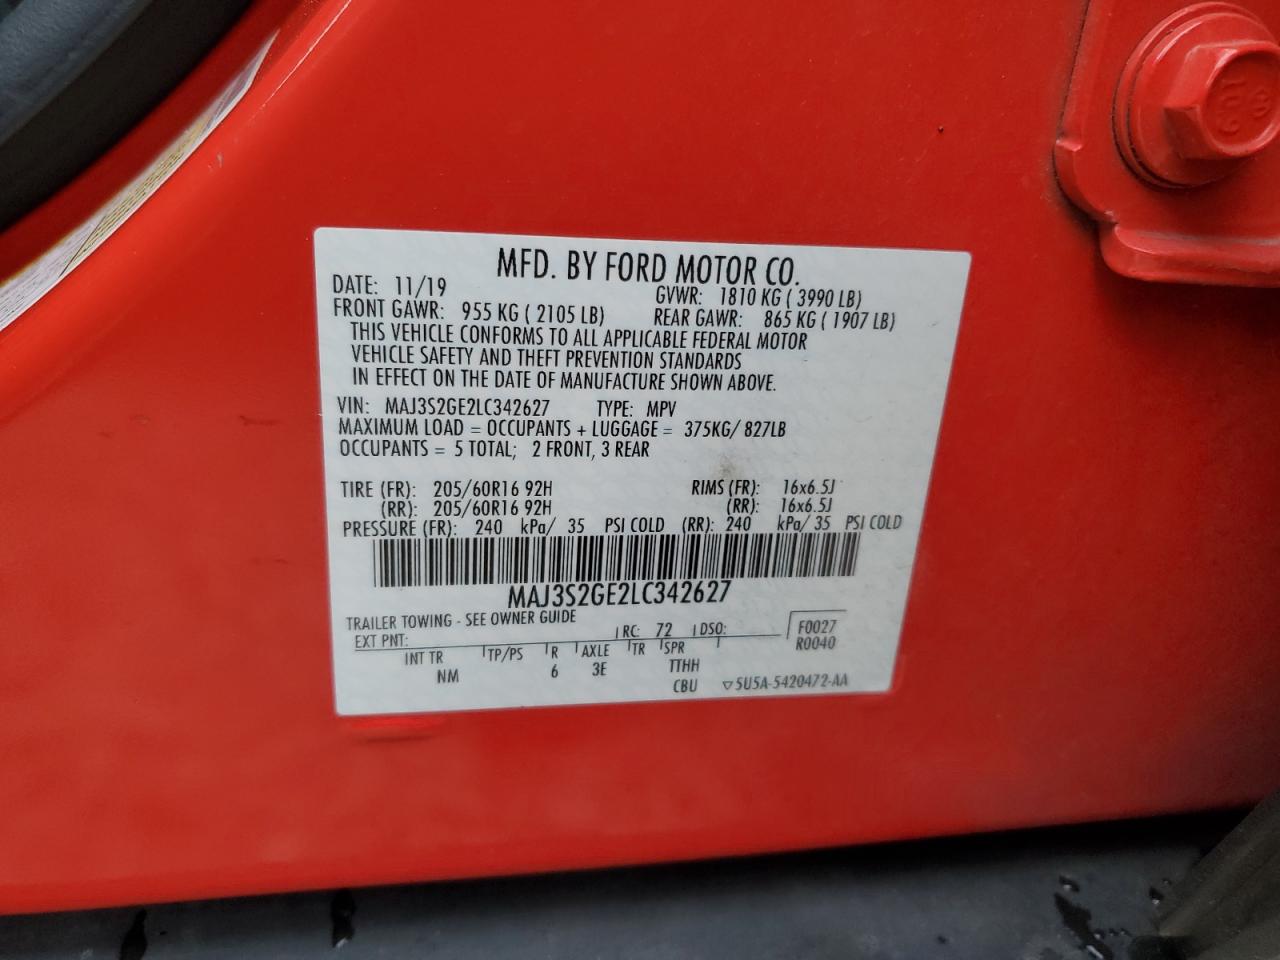 MFD. BY FORD MOTOR CO.
DATE: 11/19 GVWR: 1810 KG ( 3990 LB)
FRONT GAWR: 955 KG ( 2105 LB) REAR GAWR: 865 KG ( 1907 LB)
THIS VEHICLE CONFORMS TO ALL APPLICABLE FEDERAL MOTOR
VEHICLE SAFETY AND THEFT PREVENTION STANDARDS
IN EFFECT ON THE DATE OF MANUFACTURE SHOWN ABOVE.
VIN: MAJ3S2GE2LC342627 TYPE: MPV
MAXIMUM LOAD = OCCUPANTS + LUGGAGE = 375KG/ 827LB
OCCUPANTS = 5 TOTAL; 2 FRONT, 3 REAR
TIRE (FR): 205/60R16 92H RIMS (FR): 16x6.5J
(RR): 205/60R16 92H (RR): 16x6.5J
PRESSURE (FR): 240 kPa/ 35 PSI COLD (RR): 240 kPa/ 35 PSI COLD
MAJ3S2GE2LC342627
TRAILER TOWING - SEE OWNER GUIDE
EXT PNT: RC: 72 DSO: F0027
R0040
INT TR TP/PS R AXLE TR SPR
NM 6 3E TTHH
CBU ▽5U5A-5420472-AA
109